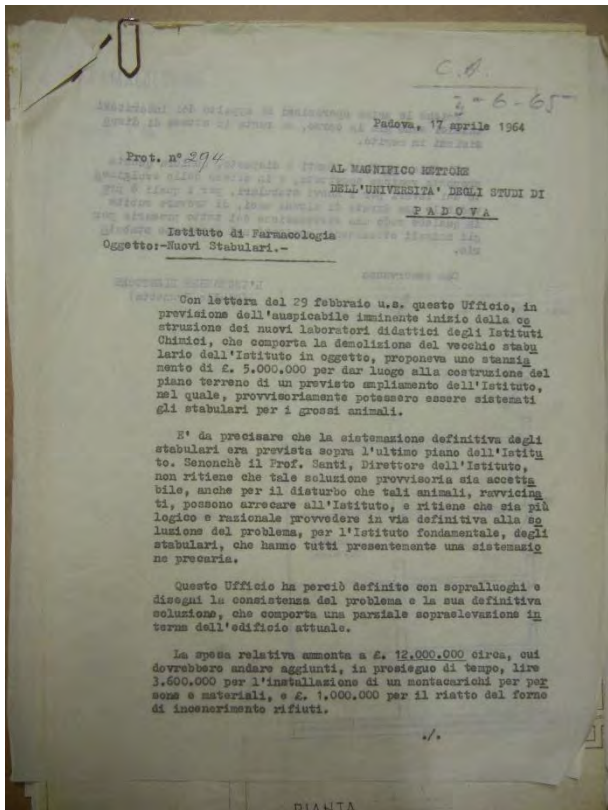 C.A.
3-6-65
Padova, 17 aprile 1964
Prot. n° 294
AL MAGNIFICO RETTORE
DELL'UNIVERSITA' DEGLI STUDI DI
PADOVA
Istituto di Farmacologia
Oggetto:-Nuovi Stabulari.-
Con lettera del 29 febbraio u.s. questo Ufficio, in
previsione dell'auspicabile imminente inizio della co
struzione dei nuovi laboratori didattici degli Istituti
Chimici, che comporta la demolizione del vecchio stabu
lario dell'Istituto in oggetto, proponeva uno stanzia
mento di £. 5.000.000 per dar luogo alla costruzione del
piano terreno di un previsto ampliamento dell'Istituto,
nel quale, provvisoriamente potessero essere sistemati
gli stabulari per i grossi animali.
E' da precisare che la sistemazione definitiva degli
stabulari era prevista sopra l'ultimo piano dell'Istitu
to. Senonchè il Prof. Santi, Direttore dell'Istituto,
non ritiene che tale soluzione provvisoria sia accetta
bile, anche per il disturbo che tali animali, ravvicina
ti, possono arrecare all'Istituto, e ritiene che sia più
logico e razionale provvedere in via definitiva alla so
luzione del problema, per l'Istituto fondamentale, degli
stabulari, che hanno tutti presentemente una sistemazio
ne precaria.
Questo Ufficio ha perciò definito con sopralluoghi e
disegni la consistenza del problema e la sua definitiva
soluzione, che comporta una parziale sopraelevazione in
terna dell'edificio attuale.
La spesa relativa ammonta a £. 12.000.000 circa, cui
dovrebbero andare aggiunti, in prosieguo di tempo, lire
3.600.000 per l'installazione di un montacarichi per per
sone e materiali, e £. 1.000.000 per il riatto del forno
di incenerimento rifiuti.
./.
PIANTA